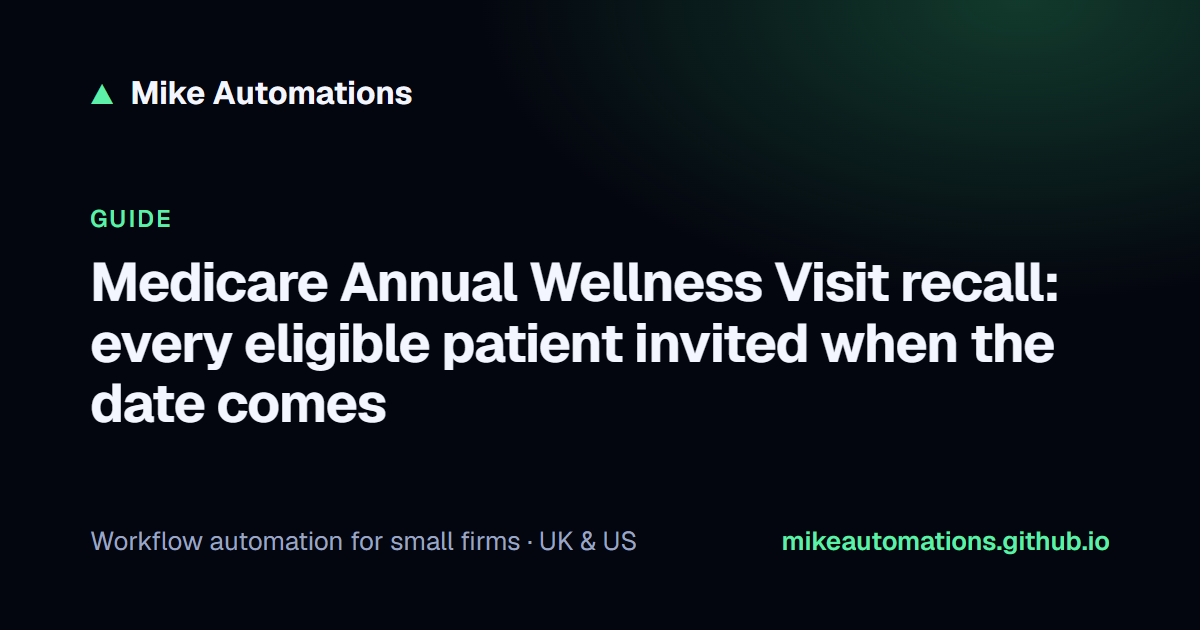 Mike Automations
GUIDE
Medicare Annual Wellness Visit recall:
every eligible patient invited when the
date comes
Workflow automation for small firms · UK & US
mikeautomations.github.io